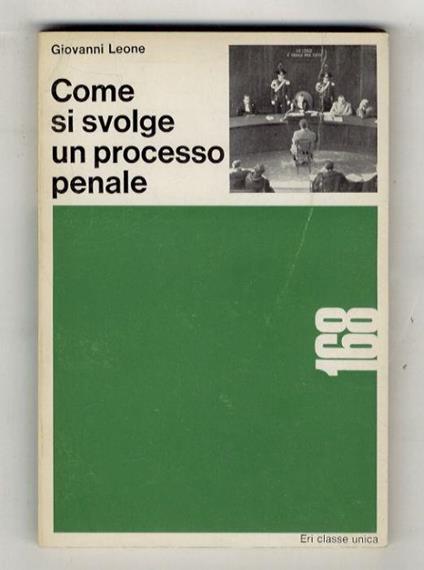 Giovanni Leone
Come
si svolge
un processo
penale
168
Eri classe unica